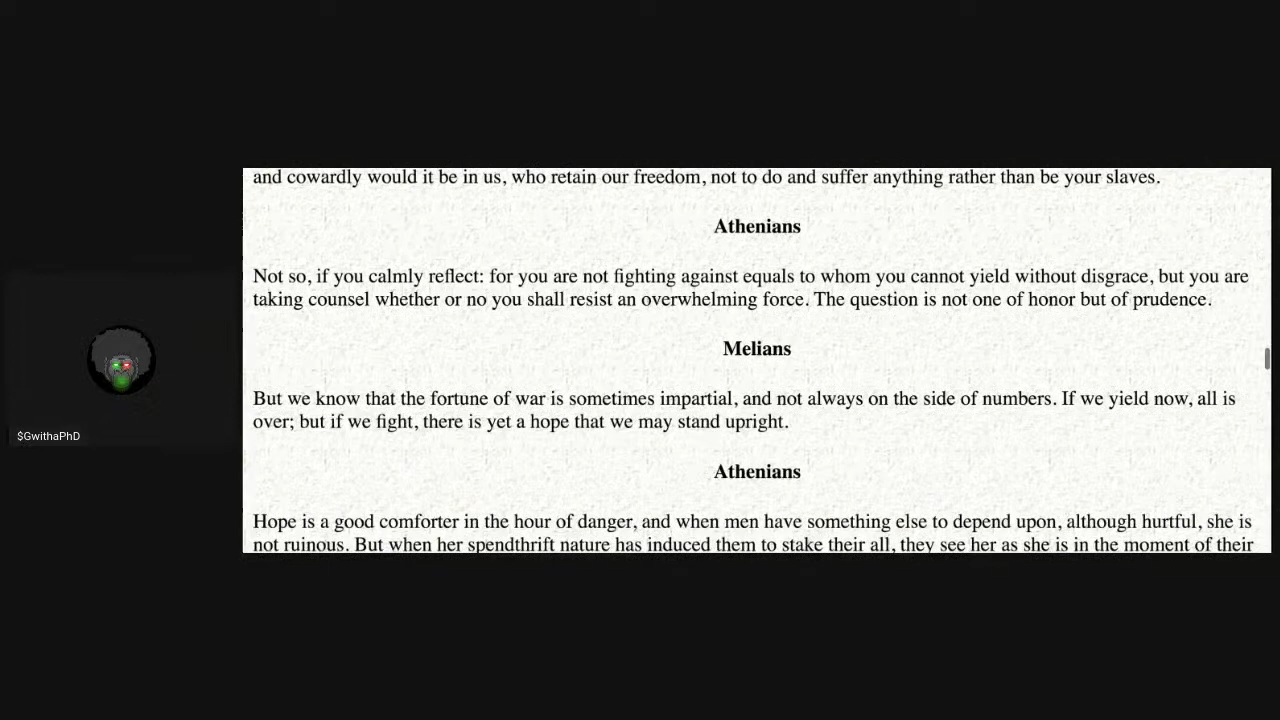 and cowardly would it be in us, who retain our freedom, not to do and suffer anything rather than be your slaves.
Athenians
Not so, if you calmly reflect: for you are not fighting against equals to whom you cannot yield without disgrace, but you are
taking counsel whether or no you shall resist an overwhelming force. The question is not one of honor but of prudence.
Melians
But we know that the fortune of war is sometimes impartial, and not always on the side of numbers. If we yield now, all is
over; but if we fight, there is yet a hope that we may stand upright.
Athenians
Hope is a good comforter in the hour of danger, and when men have something else to depend upon, although hurtful, she is
not ruinous. But when her spendthrift nature has induced them to stake their all, they see her as she is in the moment of their
$GwithaPhD